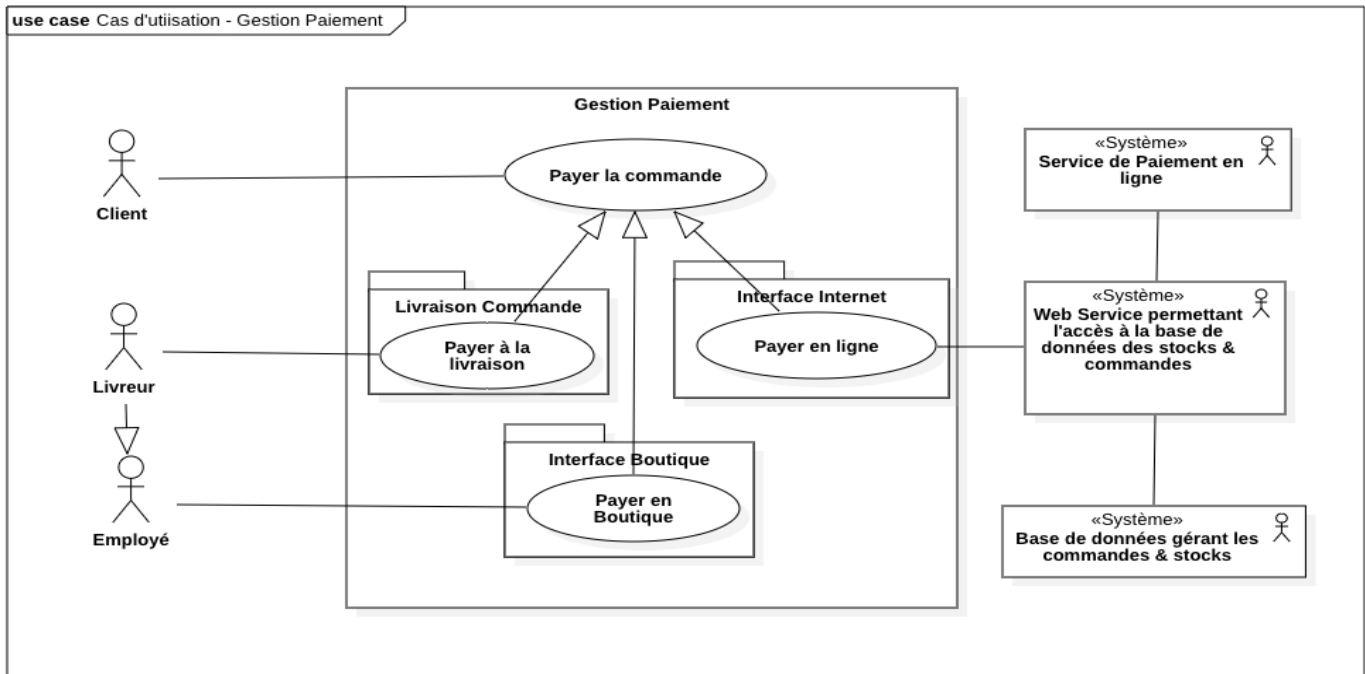 use case Cas d'utiisation - Gestion Paiement
Gestion Paiement
Payer la commande
Client
«Système»
Service de Paiement en
ligne
Livraison Commande
Payer à la
livraison
Interface Internet
Payer en ligne
«Système»
Web Service permettant
l'accès à la base de
données des stocks &
commandes
Livreur
Interface Boutique
Payer en
Boutique
Employé
«Système»
Base de données gérant les
commandes & stocks